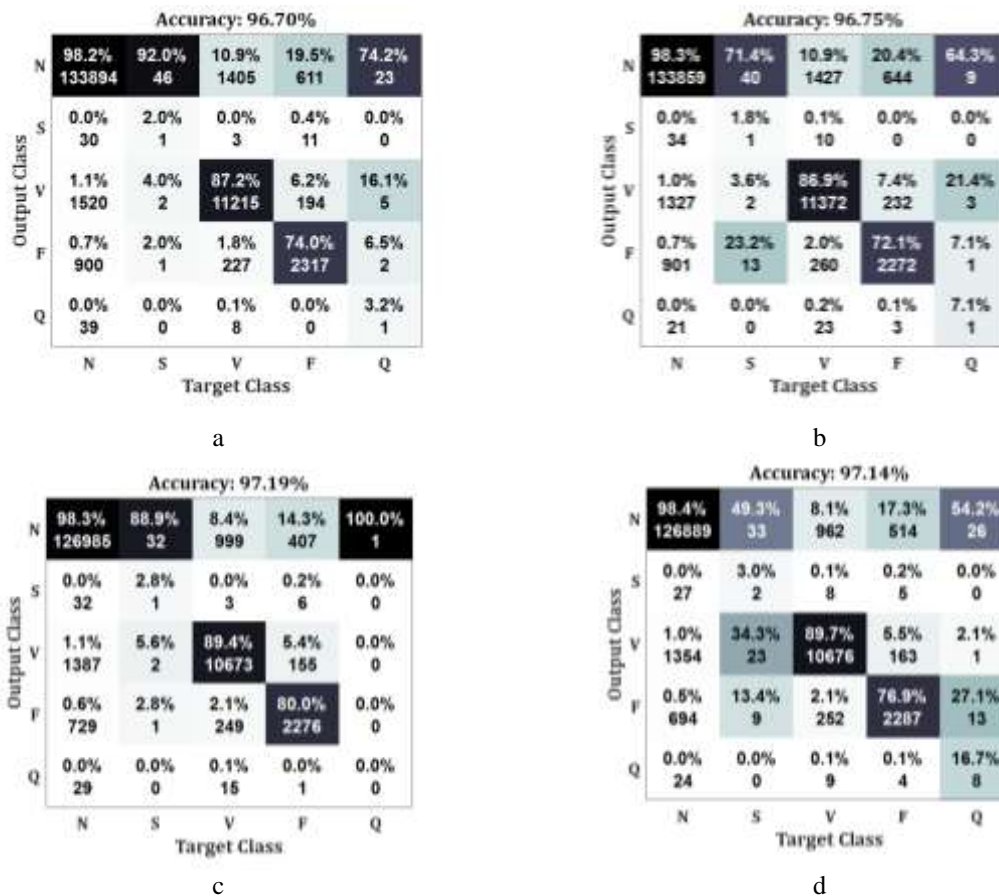 Accuracy: 96.70%
Output Class
N 98.2% 92.0% 10.9% 19.5% 74.2%
133894 46 1405 611 23
S 0.0% 2.0% 0.0% 0.4% 0.0%
30 1 3 11 0
V 1.1% 4.0% 87.2% 6.2% 16.1%
1520 2 11215 194 5
F 0.7% 2.0% 1.8% 74.0% 6.5%
900 1 227 2317 2
Q 0.0% 0.0% 0.1% 0.0% 3.2%
39 0 8 0 1
N S V F Q
Target Class
a
Accuracy: 96.75%
Output Class
N 98.3% 71.4% 10.9% 20.4% 64.3%
133859 40 1427 644 9
S 0.0% 1.8% 0.1% 0.0% 0.0%
34 1 10 0 0
V 1.0% 3.6% 86.9% 7.4% 21.4%
1327 2 11372 232 3
F 0.7% 23.2% 2.0% 72.1% 7.1%
901 13 260 2272 1
Q 0.0% 0.0% 0.2% 0.1% 7.1%
21 0 23 3 1
N S V F Q
Target Class
b
Accuracy: 97.19%
Output Class
N 98.3% 88.9% 8.4% 14.3% 100.0%
126985 32 999 407 1
S 0.0% 2.8% 0.0% 0.2% 0.0%
32 1 3 6 0
V 1.1% 5.6% 89.4% 5.4% 0.0%
1387 2 10673 155 0
F 0.6% 2.8% 2.1% 80.0% 0.0%
729 1 249 2276 0
Q 0.0% 0.0% 0.1% 0.0% 0.0%
29 0 15 1 0
N S V F Q
Target Class
c
Accuracy: 97.14%
Output Class
N 98.4% 49.3% 8.1% 17.3% 54.2%
126889 33 962 514 26
S 0.0% 3.0% 0.1% 0.2% 0.0%
27 2 8 5 0
V 1.0% 34.3% 89.7% 5.5% 2.1%
1354 23 10676 163 1
F 0.5% 13.4% 2.1% 76.9% 27.1%
694 9 252 2287 13
Q 0.0% 0.0% 0.1% 0.1% 16.7%
24 0 9 4 8
N S V F Q
Target Class
d